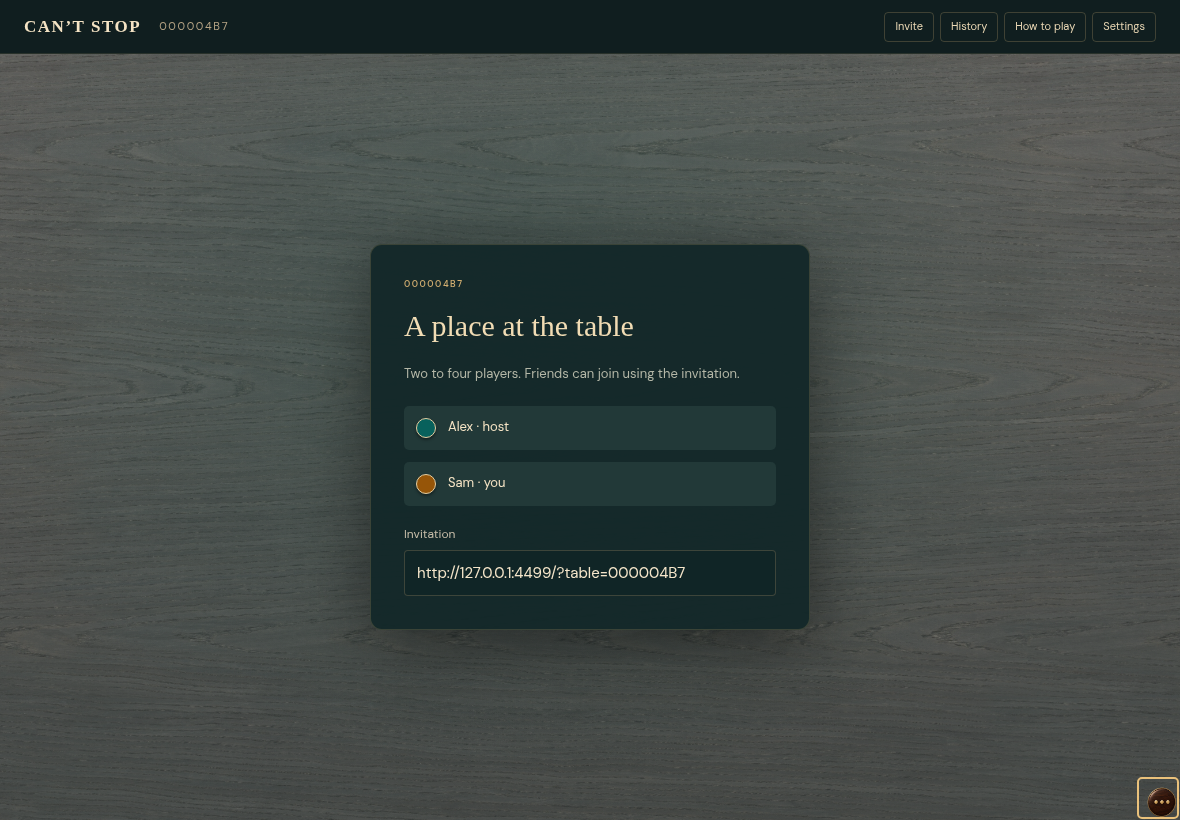 CAN’T STOP 000004B7 Invite History How to play Settings
000004B7
A place at the table
Two to four players. Friends can join using the invitation.
Alex · host
Sam · you
Invitation
http://127.0.0.1:4499/?table=000004B7